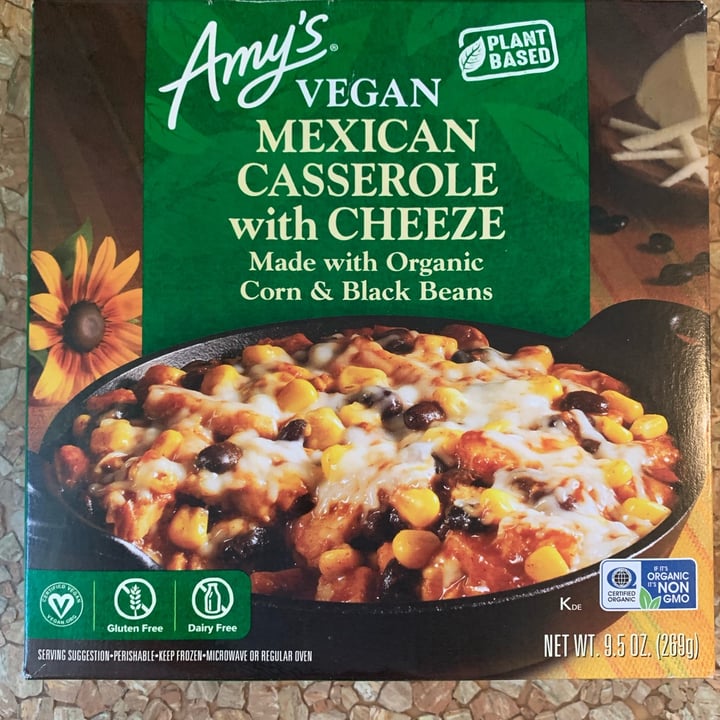 Amy's®
PLANT
BASED
VEGAN
MEXICAN
CASSEROLE
with CHEEZE
Made with Organic
Corn & Black Beans
CERTIFIED VEGAN
VEGAN.ORG
Gluten Free
Dairy Free
K DE
CERTIFIED
ORGANIC
IF IT'S
ORGANIC
IT'S NON
GMO
SERVING SUGGESTION•PERISHABLE•KEEP FROZEN•MICROWAVE OR REGULAR OVEN
NET WT. 9.5 OZ. (269g)